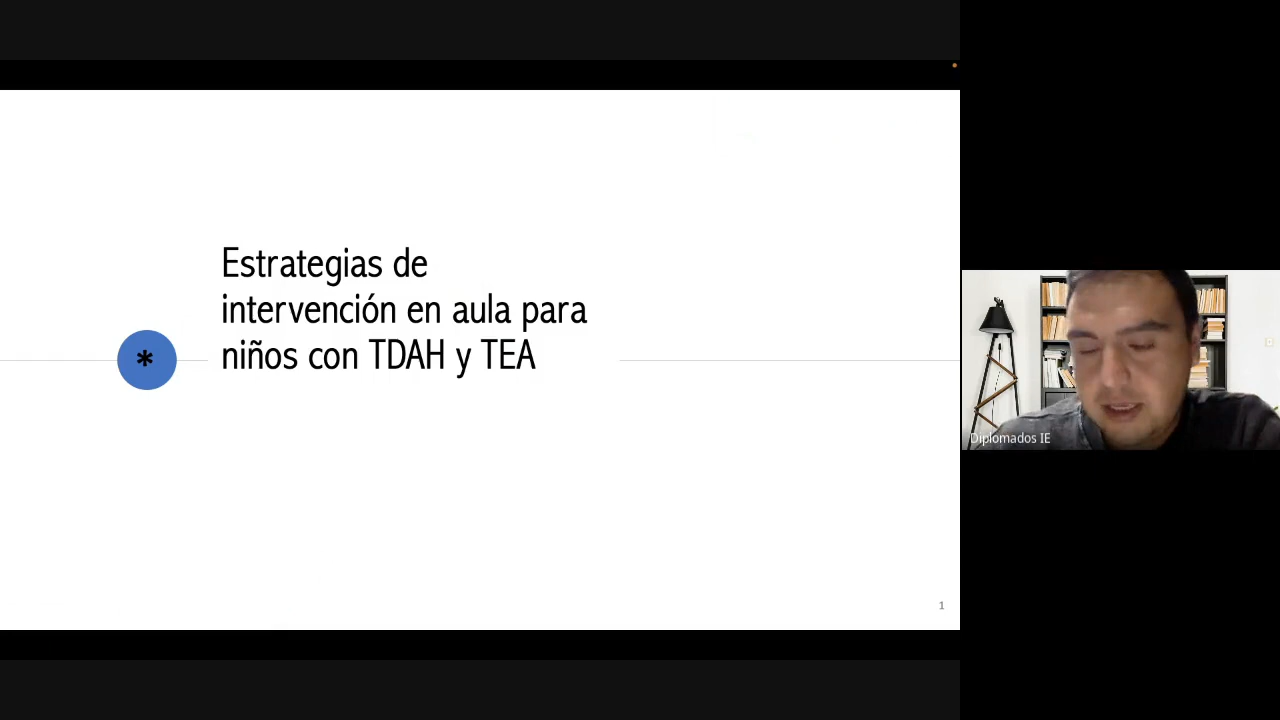 Estrategias de
intervención en aula para
niños con TDAH y TEA
*
1
Diplomados IE